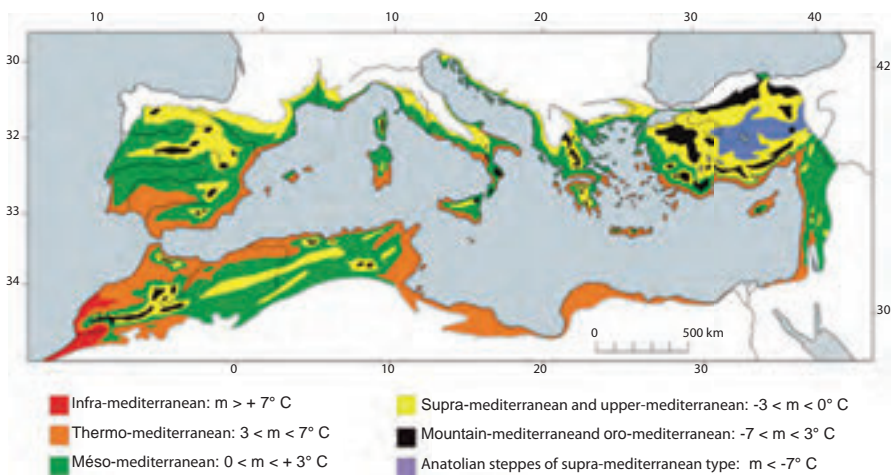 10 0 10 20 30 40
30 42
32
33
34 30
0 500 km
0 10 20 30
Infra-mediterranean: m > + 7° C
Thermo-mediterranean: 3 < m < 7° C
Méso-mediterranean: 0 < m < + 3° C
Supra-mediterranean and upper-mediterranean: -3 < m < 0° C
Mountain-mediterraneand oro-mediterranean: -7 < m < 3° C
Anatolian steppes of supra-mediterranean type: m < -7° C